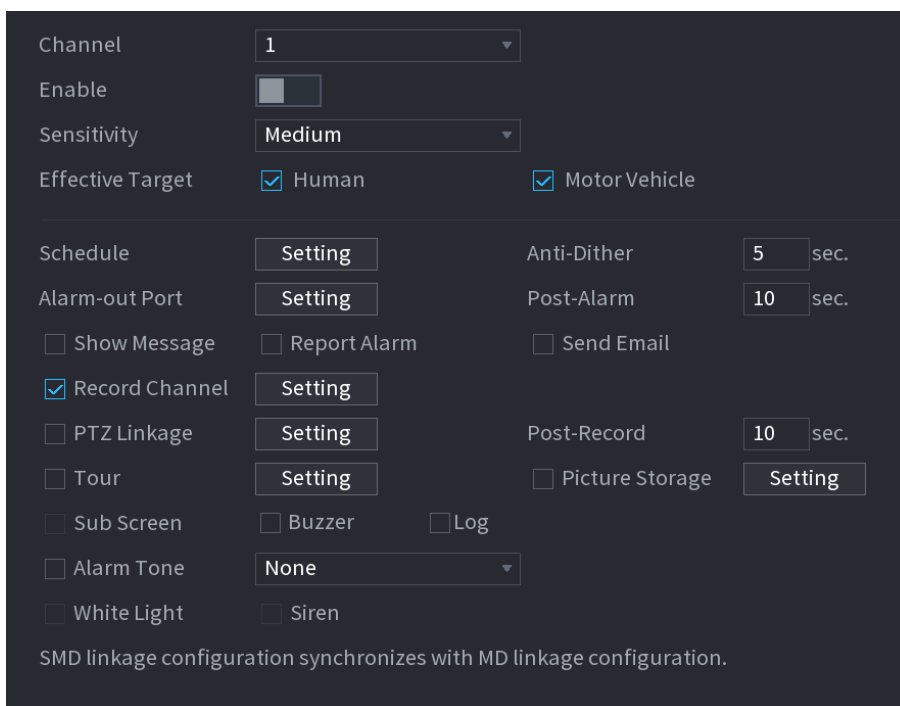 Channel 1
Enable
Sensitivity Medium
Effective Target Human Motor Vehicle
Schedule Setting Anti-Dither 5 sec.
Alarm-out Port Setting Post-Alarm 10 sec.
Show Message Report Alarm Send Email
Record Channel Setting
PTZ Linkage Setting Post-Record 10 sec.
Tour Setting Picture Storage Setting
Sub Screen Buzzer Log
Alarm Tone None
White Light Siren
SMD linkage configuration synchronizes with MD linkage configuration.